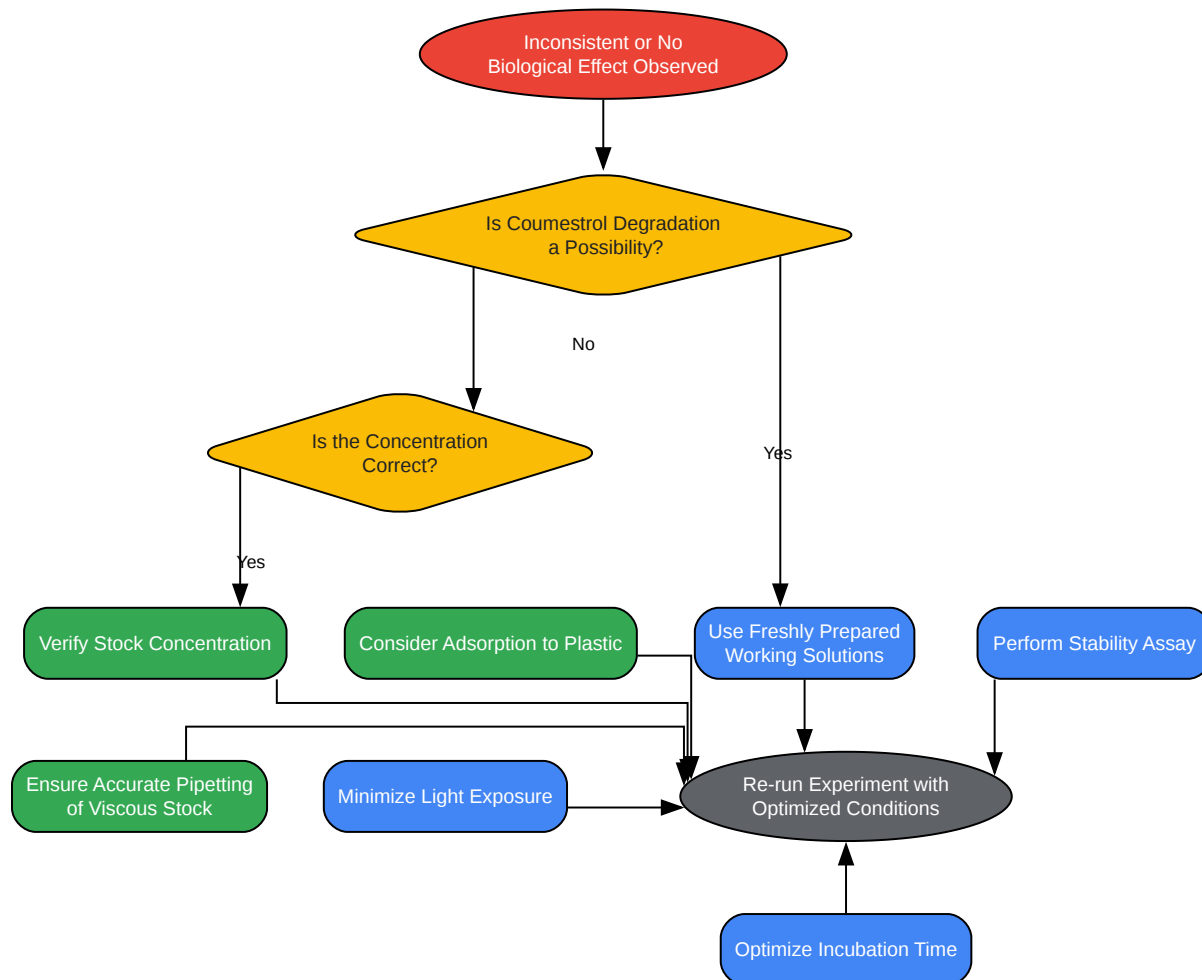 Inconsistent or No
Biological Effect Observed
Is Coumestrol Degradation
a Possibility?
No
Is the Concentration
Correct?
Yes
Yes
Verify Stock Concentration
Consider Adsorption to Plastic
Use Freshly Prepared
Working Solutions
Perform Stability Assay
Ensure Accurate Pipetting
of Viscous Stock
Minimize Light Exposure
Re-run Experiment with
Optimized Conditions
Optimize Incubation Time